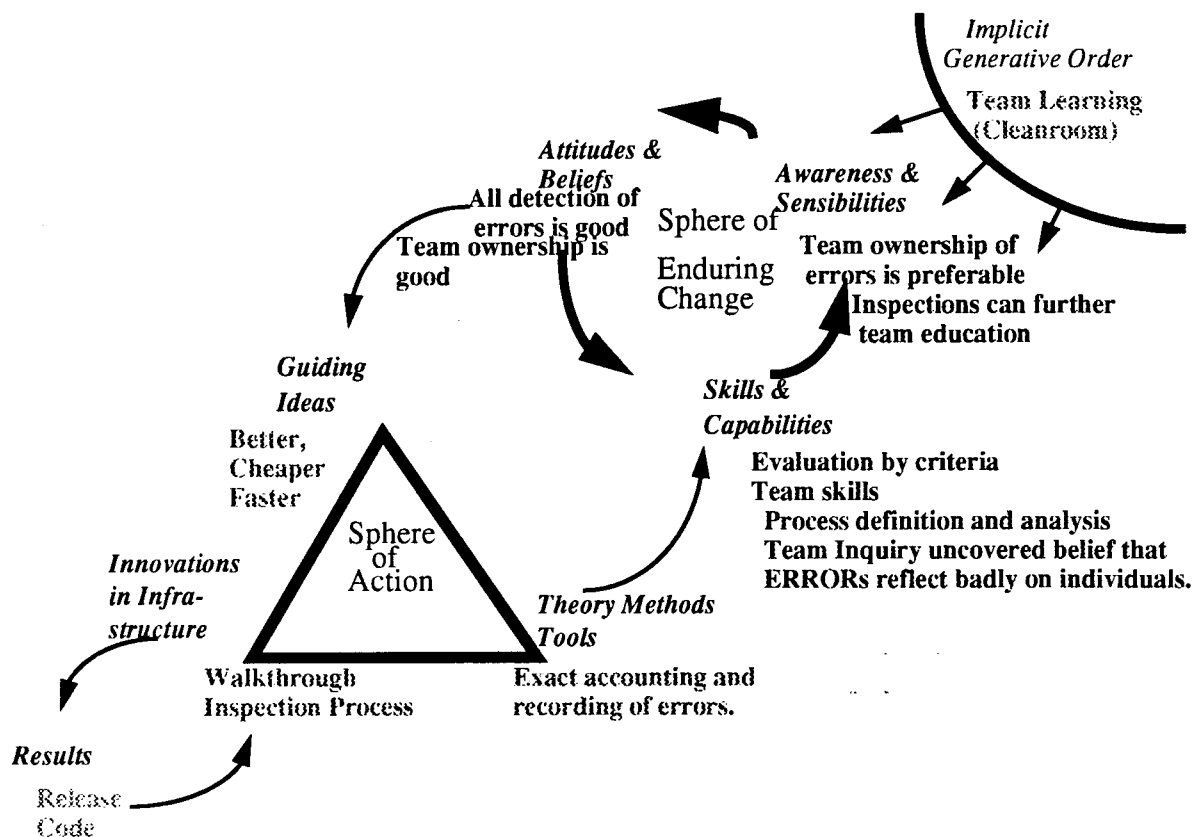 Implicit
Generative Order
Team Learning
(Cleanroom)
Attitudes &
Beliefs
All detection of
errors is good
Team ownership is
good
Awareness &
Sensibilities
Sphere of
Enduring
Change
Team ownership of
errors is preferable
Inspections can further
team education
Guiding
Ideas
Better,
Cheaper
Faster
Skills &
Capabilities
Evaluation by criteria
Team skills
Process definition and analysis
Team Inquiry uncovered belief that
ERRORs reflect badly on individuals.
Sphere
of
Action
Innovations
in Infra-
structure
Theory Methods
Tools
Walkthrough
Inspection Process
Exact accounting and
recording of errors.
Results
Release
Code